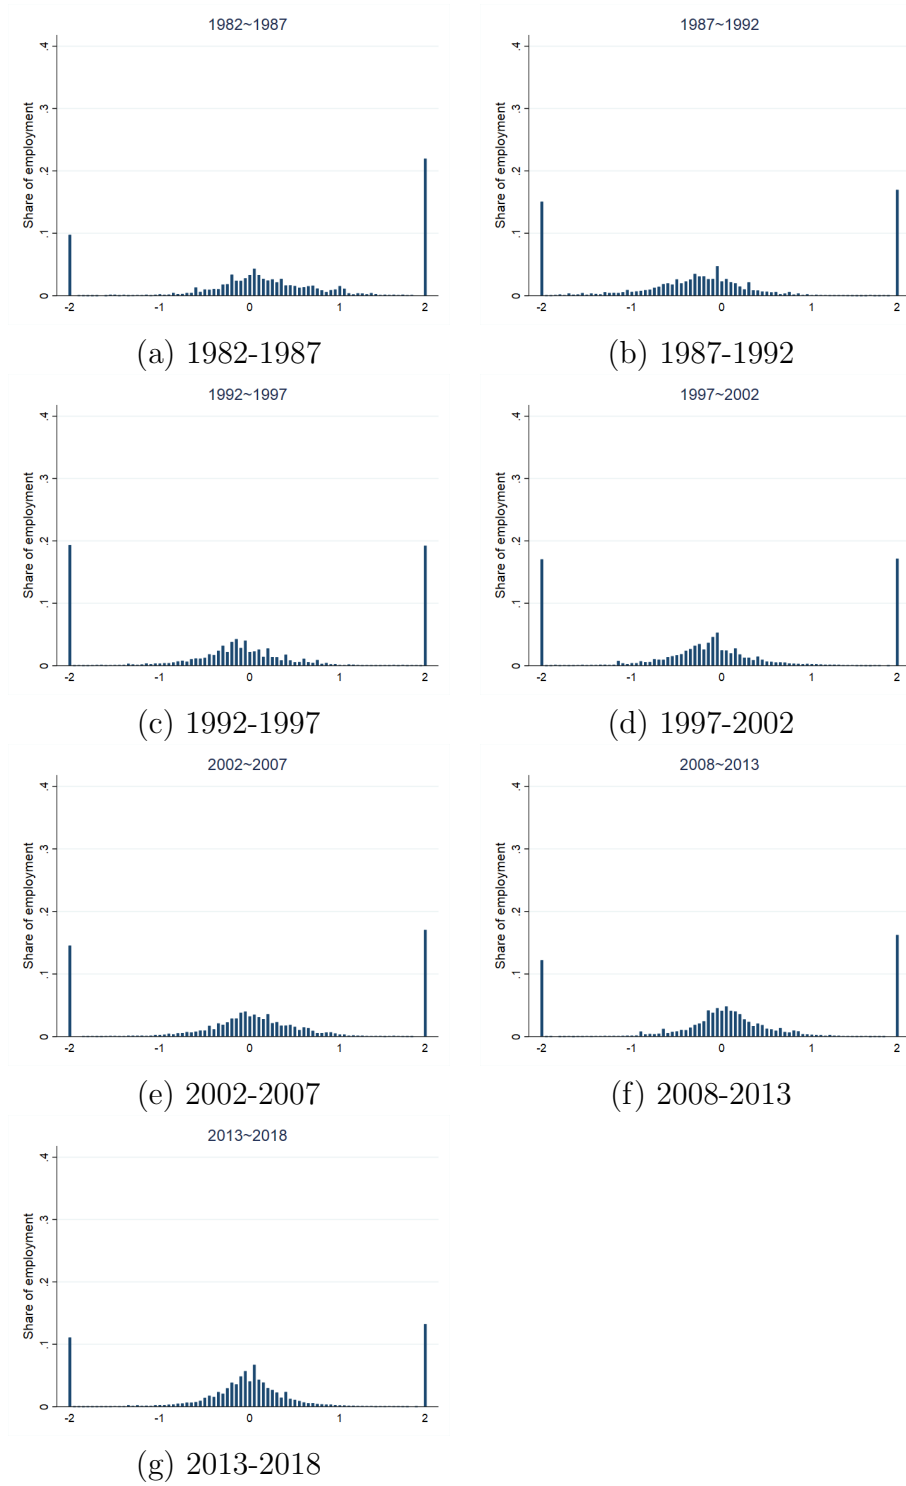 1982~1987
Share of employment
.4
.3
.2
.1
0
-2 -1 0 1 2
(a) 1982-1987
1987~1992
Share of employment
.4
.3
.2
.1
0
-2 -1 0 1 2
(b) 1987-1992
1992~1997
Share of employment
.4
.3
.2
.1
0
-2 -1 0 1 2
(c) 1992-1997
1997~2002
Share of employment
.4
.3
.2
.1
0
-2 -1 0 1 2
(d) 1997-2002
2002~2007
Share of employment
.4
.3
.2
.1
0
-2 -1 0 1 2
(e) 2002-2007
2008~2013
Share of employment
.4
.3
.2
.1
0
-2 -1 0 1 2
(f) 2008-2013
2013~2018
Share of employment
.4
.3
.2
.1
0
-2 -1 0 1 2
(g) 2013-2018